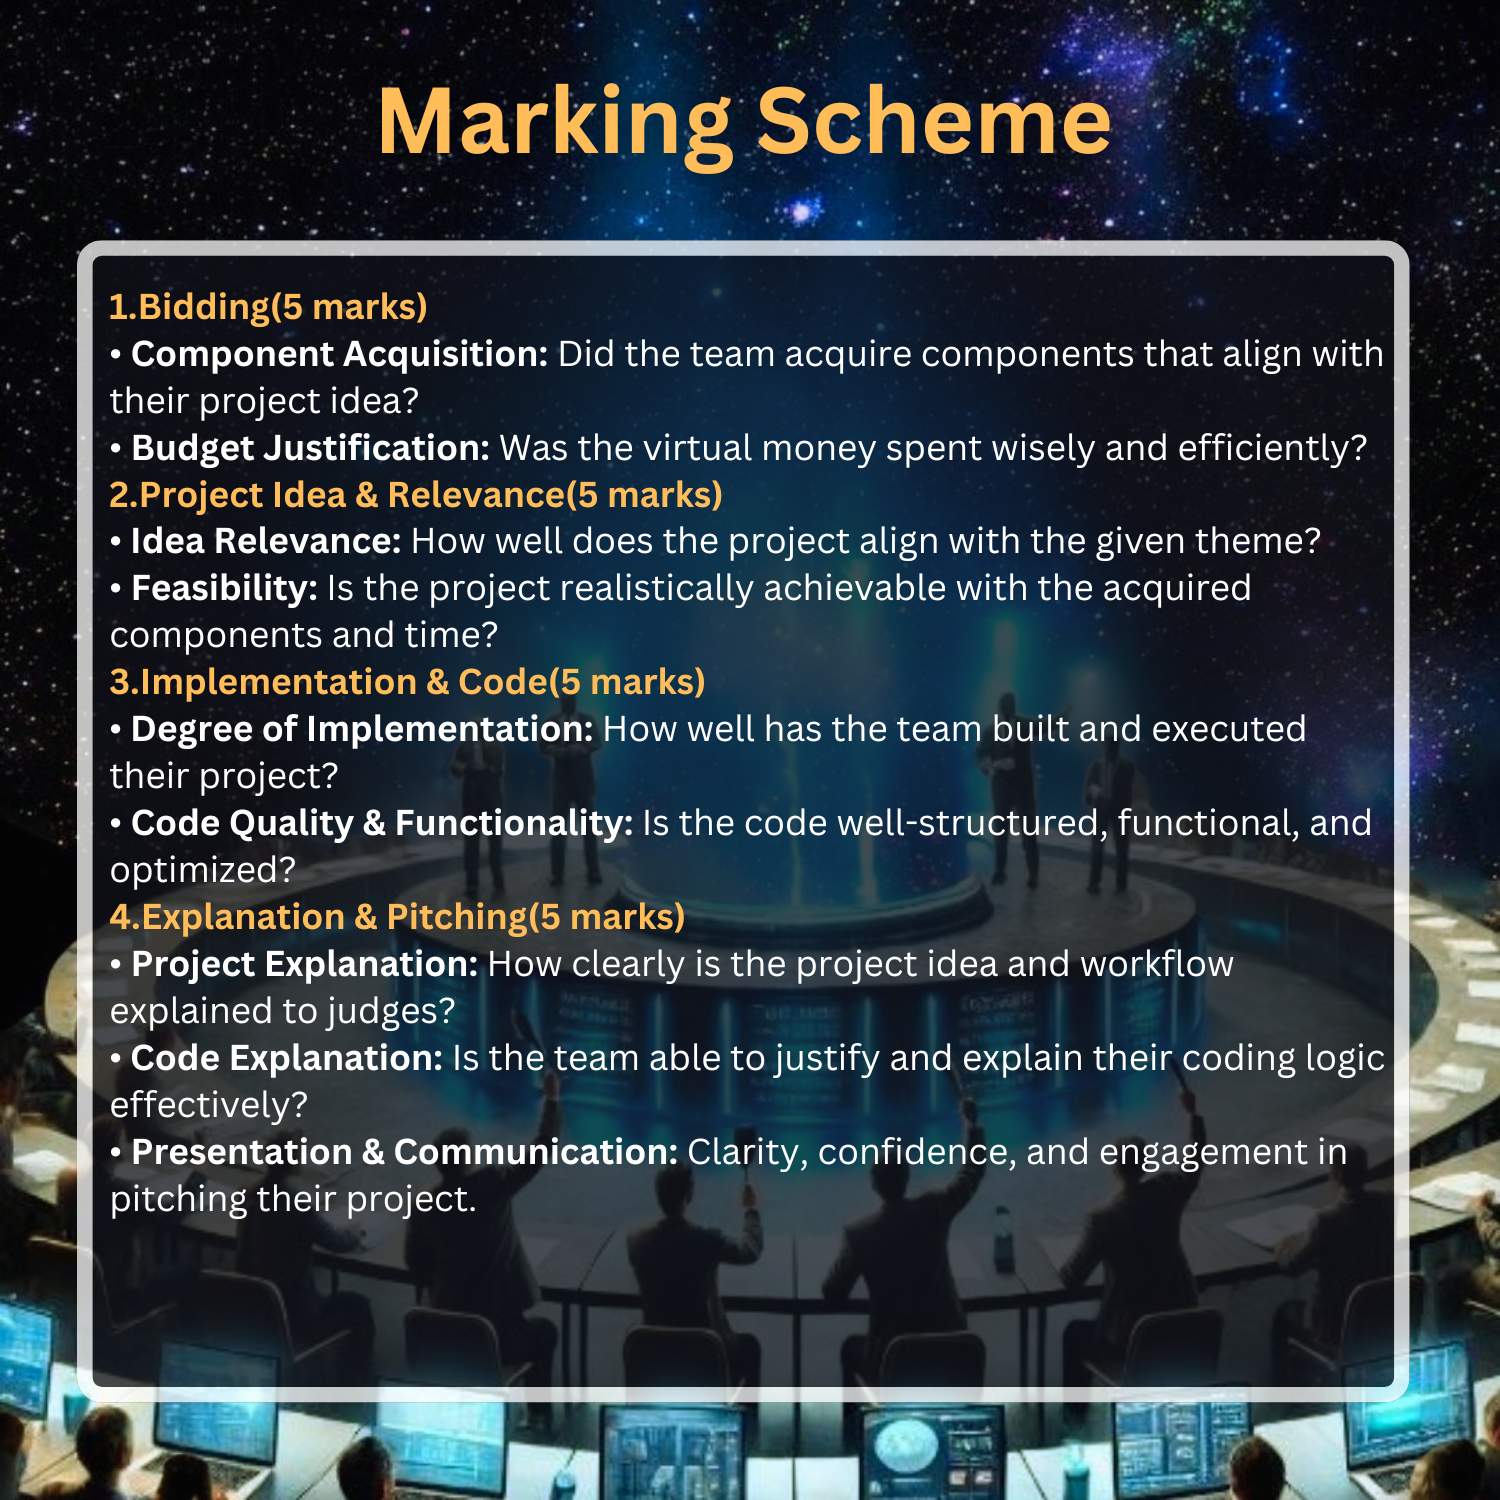 Marking Scheme
1.Bidding(5 marks)
• Component Acquisition: Did the team acquire components that align with
their project idea?
• Budget Justification: Was the virtual money spent wisely and efficiently?
2.Project Idea & Relevance(5 marks)
• Idea Relevance: How well does the project align with the given theme?
• Feasibility: Is the project realistically achievable with the acquired
components and time?
3.Implementation & Code(5 marks)
• Degree of Implementation: How well has the team built and executed
their project?
• Code Quality & Functionality: Is the code well-structured, functional, and
optimized?
4.Explanation & Pitching(5 marks)
• Project Explanation: How clearly is the project idea and workflow
explained to judges?
• Code Explanation: Is the team able to justify and explain their coding logic
effectively?
• Presentation & Communication: Clarity, confidence, and engagement in
pitching their project.